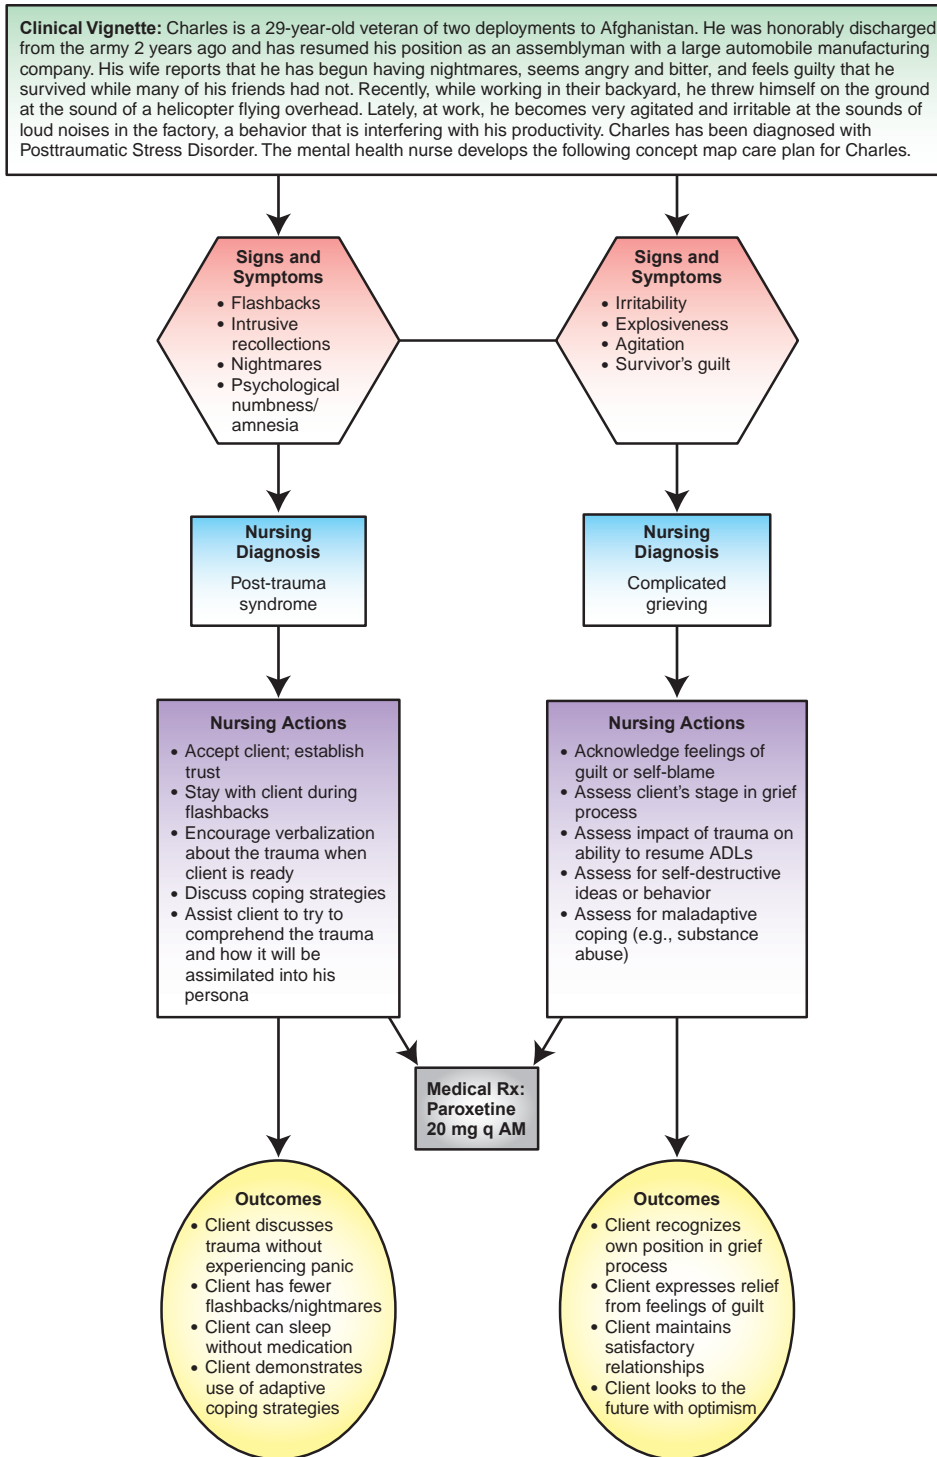 Clinical Vignette: Charles is a 29-year-old veteran of two deployments to Afghanistan. He was honorably discharged
from the army 2 years ago and has resumed his position as an assemblyman with a large automobile manufacturing
company. His wife reports that he has begun having nightmares, seems angry and bitter, and feels guilty that he
survived while many of his friends had not. Recently, while working in their backyard, he threw himself on the ground
at the sound of a helicopter flying overhead. Lately, at work, he becomes very agitated and irritable at the sounds of
loud noises in the factory, a behavior that is interfering with his productivity. Charles has been diagnosed with
Posttraumatic Stress Disorder. The mental health nurse develops the following concept map care plan for Charles.
Signs and
Symptoms
• Flashbacks
• Intrusive
recollections
• Nightmares
• Psychological
numbness/
amnesia
Signs and
Symptoms
• Irritability
• Explosiveness
• Agitation
• Survivor's guilt
Nursing
Diagnosis
Post-trauma
syndrome
Nursing
Diagnosis
Complicated
grieving
Nursing Actions
• Accept client; establish
trust
• Stay with client during
flashbacks
• Encourage verbalization
about the trauma when
client is ready
• Discuss coping strategies
• Assist client to try to
comprehend the trauma
and how it will be
assimilated into his
persona
Nursing Actions
• Acknowledge feelings of
guilt or self-blame
• Assess client's stage in grief
process
• Assess impact of trauma on
ability to resume ADLs
• Assess for self-destructive
ideas or behavior
• Assess for maladaptive
coping (e.g., substance
abuse)
Medical Rx:
Paroxetine
20 mg q AM
Outcomes
• Client discusses
trauma without
experiencing panic
• Client has fewer
flashbacks/nightmares
• Client can sleep
without medication
• Client demonstrates
use of adaptive
coping strategies
Outcomes
• Client recognizes
own position in grief
process
• Client expresses relief
from feelings of guilt
• Client maintains
satisfactory
relationships
• Client looks to the
future with optimism